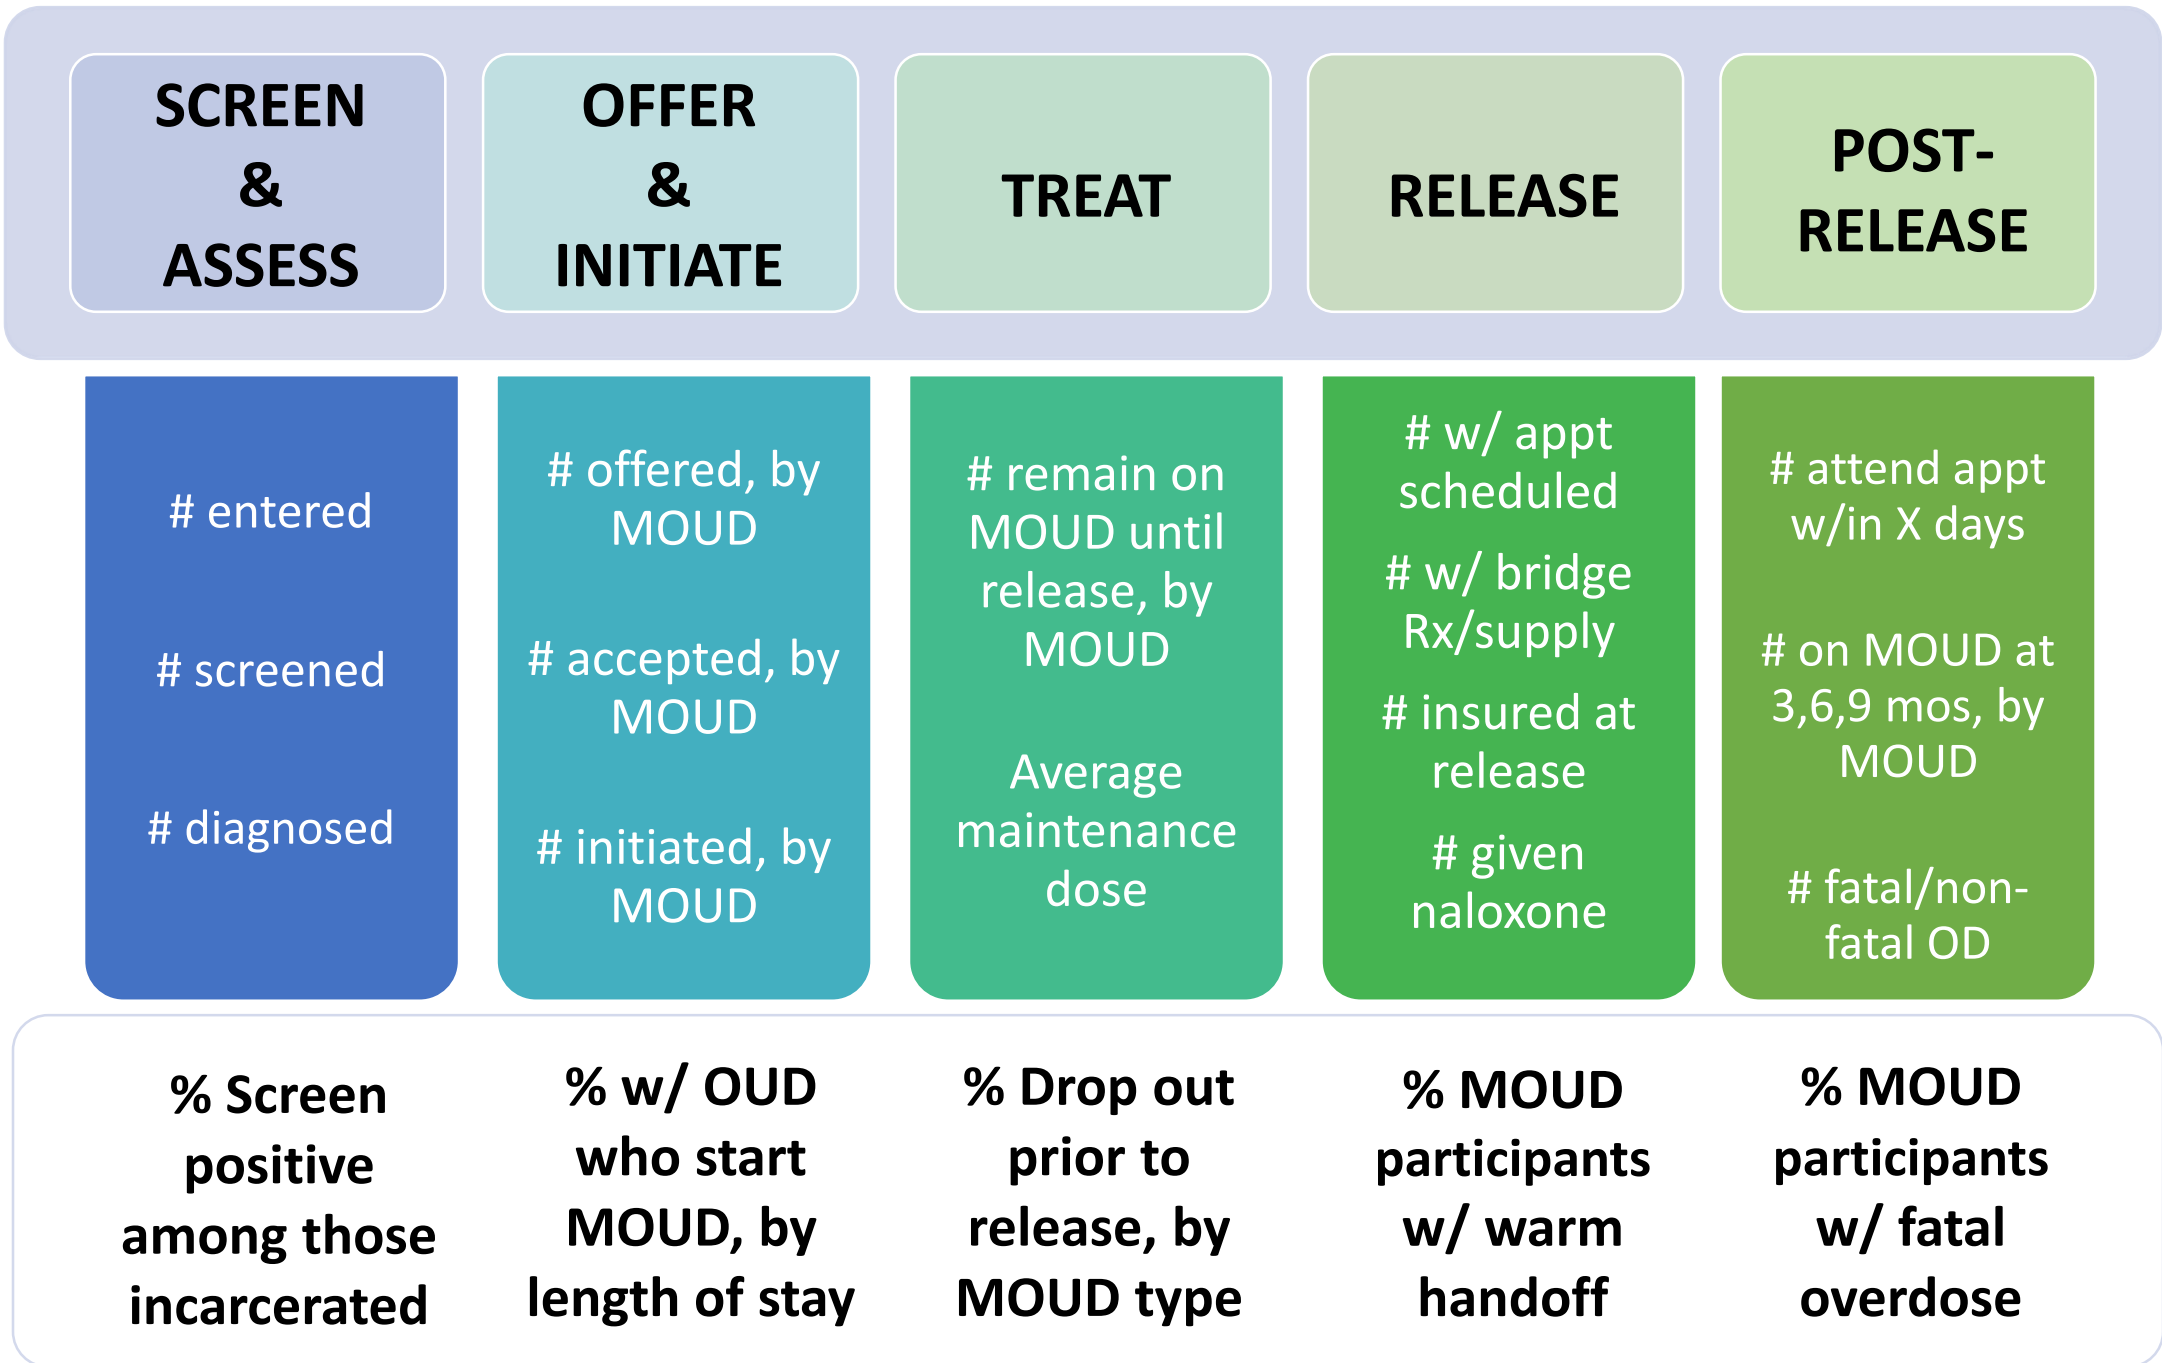 SCREEN
&
ASSESS
OFFER
&
INITIATE
TREAT
RELEASE
POST-
RELEASE
# entered
# screened
# diagnosed
# offered, by
MOUD
# accepted, by
MOUD
# initiated, by
MOUD
# remain on
MOUD until
release, by
MOUD
Average
maintenance
dose
# w/ appt
scheduled
# w/ bridge
Rx/supply
# insured at
release
# given
naloxone
# attend appt
w/in X days
# on MOUD at
3,6,9 mos, by
MOUD
# fatal/non-
fatal OD
% Screen
positive
among those
incarcerated
% w/ OUD
who start
MOUD, by
length of stay
% Drop out
prior to
release, by
MOUD type
% MOUD
participants
w/ warm
handoff
% MOUD
participants
w/ fatal
overdose